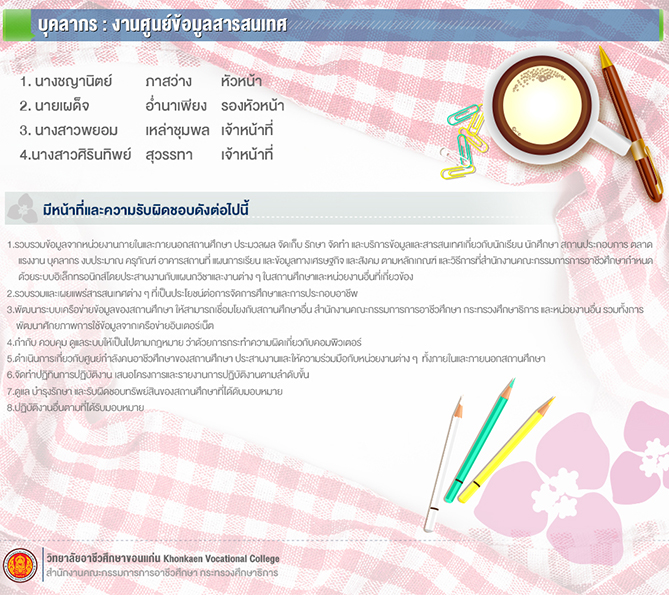 บุคลากร : งานศูนย์ข้อมูลสารสนเทศ
1. นางชญานิตย์ ภาสว่าง หัวหน้า
2. นายเผด็จ อ่ำนาเพียง รองหัวหน้า
3. นางสาวพยอม เหล่าชุมพล เจ้าหน้าที่
4.นางสาวศิรินทิพย์ สุวรรทา เจ้าหน้าที่
มีหน้าที่และความรับผิดชอบดังต่อไปนี้
1.รวบรวมข้อมูลจากหน่วยงานภายในและภายนอกสถานศึกษา ประมวลผล จัดเก็บ รักษา จัดทำ และบริการข้อมูลและสารสนเทศเกี่ยวกับนักเรียน นักศึกษา สถานประกอบการ ตลาด
แรงงาน บุคลากร งบประมาณ ครุภัณฑ์ อาคารสถานที่ แผนการเรียน และข้อมูลทางเศรษฐกิจ และสังคม ตามหลักเกณฑ์ และวิธีการที่สำนักงานคณะกรรมการการอาชีวศึกษากำหนด
ด้วยระบบอิเล็กทรอนิกส์โดยประสานงานกับแผนกวิชาและงานต่าง ๆ ในสถานศึกษาและหน่วยงานอื่นที่เกี่ยวข้อง
2.รวบรวมและเผยแพร่สารสนเทศต่าง ๆ ที่เป็นประโยชน์ต่อการจัดการศึกษาและการประกอบอาชีพ
3.พัฒนาระบบเครือข่ายข้อมูลของสถานศึกษา ให้สามารถเชื่อมโยงกับสถานศึกษาอื่น สำนักงานคณะกรรมการการอาชีวศึกษา กระทรวงศึกษาธิการ และหน่วยงานอื่น รวมทั้งการ
พัฒนาศักยภาพการใช้ข้อมูลจากเครือข่ายอินเตอร์เน็ต
4.กำกับ ควบคุม ดูแลระบบให้เป็นไปตามกฎหมาย ว่าด้วยการกระทำความผิดเกี่ยวกับคอมพิวเตอร์
5.ดำเนินการเกี่ยวกับศูนย์กำลังคนอาชีวศึกษาของสถานศึกษา ประสานงานและให้ความร่วมมือกับหน่วยงานต่าง ๆ ทั้งภายในและภายนอกสถานศึกษา
6.จัดทำปฏิทินการปฏิบัติงาน เสนอโครงการและรายงานการปฏิบัติงานตามลำดับขั้น
7.ดูแล บำรุงรักษา และรับผิดชอบทรัพย์สินของสถานศึกษาที่ได้ดับมอบหมาย
8.ปฏิบัติงานอื่นตามที่ได้รับมอบหมาย
วิทยาลัยอาชีวศึกษาขอนแก่น Khonkaen Vocational College
สำนักงานคณะกรรมการการอาชีวศึกษา กระทรวงศึกษาธิการ